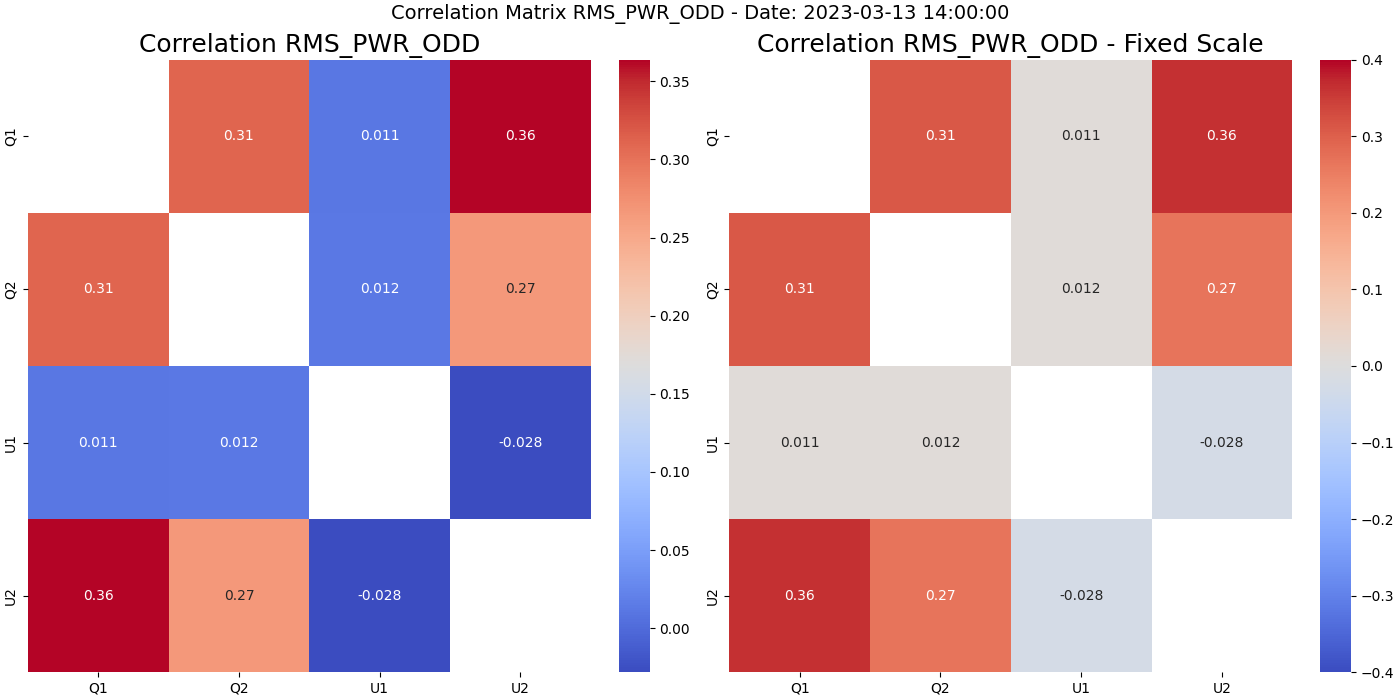 Correlation Matrix RMS_PWR_ODD - Date: 2023-03-13 14:00:00
Correlation RMS_PWR_ODD
Q1
0.31 0.011 0.36
Q2
0.31 0.012 0.27
U1
0.011 0.012 -0.028
U2
0.36 0.27 -0.028
Q1 Q2 U1 U2
0.35
0.30
0.25
0.20
0.15
0.10
0.05
0.00
Correlation RMS_PWR_ODD - Fixed Scale
Q1
0.31 0.011 0.36
Q2
0.31 0.012 0.27
U1
0.011 0.012 -0.028
U2
0.36 0.27 -0.028
Q1 Q2 U1 U2
0.4
0.3
0.2
0.1
0.0
−0.1
−0.2
−0.3
−0.4